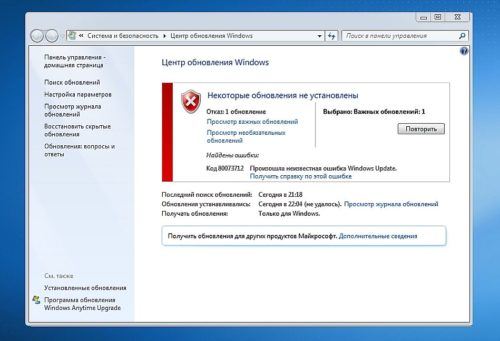 Система и безопасность
Центр обновления Windows
Поиск в панели управления
Панель управления -
домашняя страница
Поиск обновлений
Настройка параметров
Просмотр журнала
обновлений
Восстановить скрытые
обновления
Обновления: вопросы и
ответы
Центр обновления Windows
Некоторые обновления не установлены
Отказ: 1 обновление
Просмотр важных обновлений
Просмотр необязательных
обновлений
Выбрано: Важных обновлений: 1
Повторить
Найдены ошибки:
Код 80073712 Произошла неизвестная ошибка Windows Update.
Получить справку по этой ошибке
Последний поиск обновлений: Сегодня в 21:18
Обновления устанавливались: Сегодня в 22:04 (не удалось). Просмотр журнала обновлений
Получать обновления: Только для Windows.
Получить обновления для других продуктов Майкрософт. Дополнительные сведения
См. также
Установленные обновления
Программа обновления
Windows Anytime Upgrade